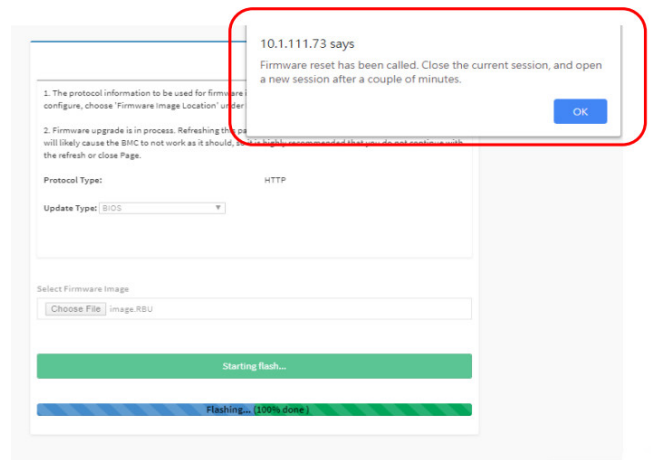 10.1.111.73 says
Firmware reset has been called. Close the current session, and open
a new session after a couple of minutes.
OK
1. The protocol information to be used for firmware i
configure, choose 'Firmware Image Location' under
2. Firmware upgrade is in process. Refreshing this pa
will likely cause the BMC to not work as it should, so it is highly recommended that you do not continue with
the refresh or close Page.
Protocol Type: HTTP
Update Type: BIOS
Select Firmware Image
Choose File image.RBU
Starting flash...
Flashing... (100% done)